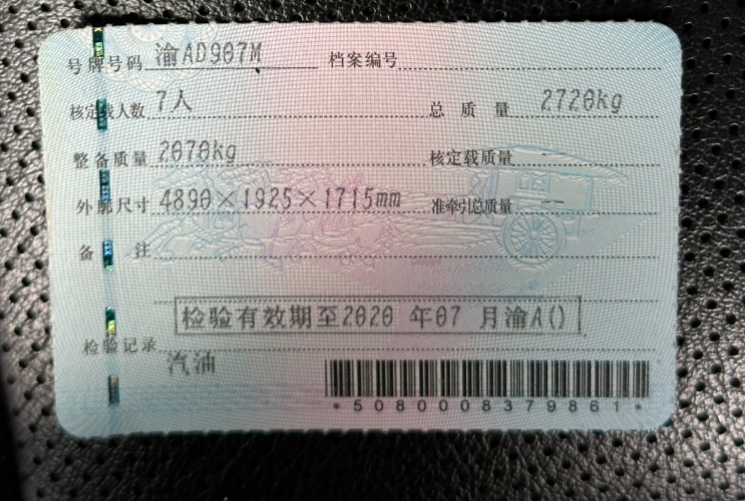 号牌号码 渝AD907M 档案编号
核定载人数 7人 总质量 2720kg
整备质量 2070kg 核定载质量 --
外廓尺寸 4890×1925×1715mm 准牵引总质量 --
备注
检验有效期至2020 年07 月渝A()
检验记录
汽油
*5080008379861*